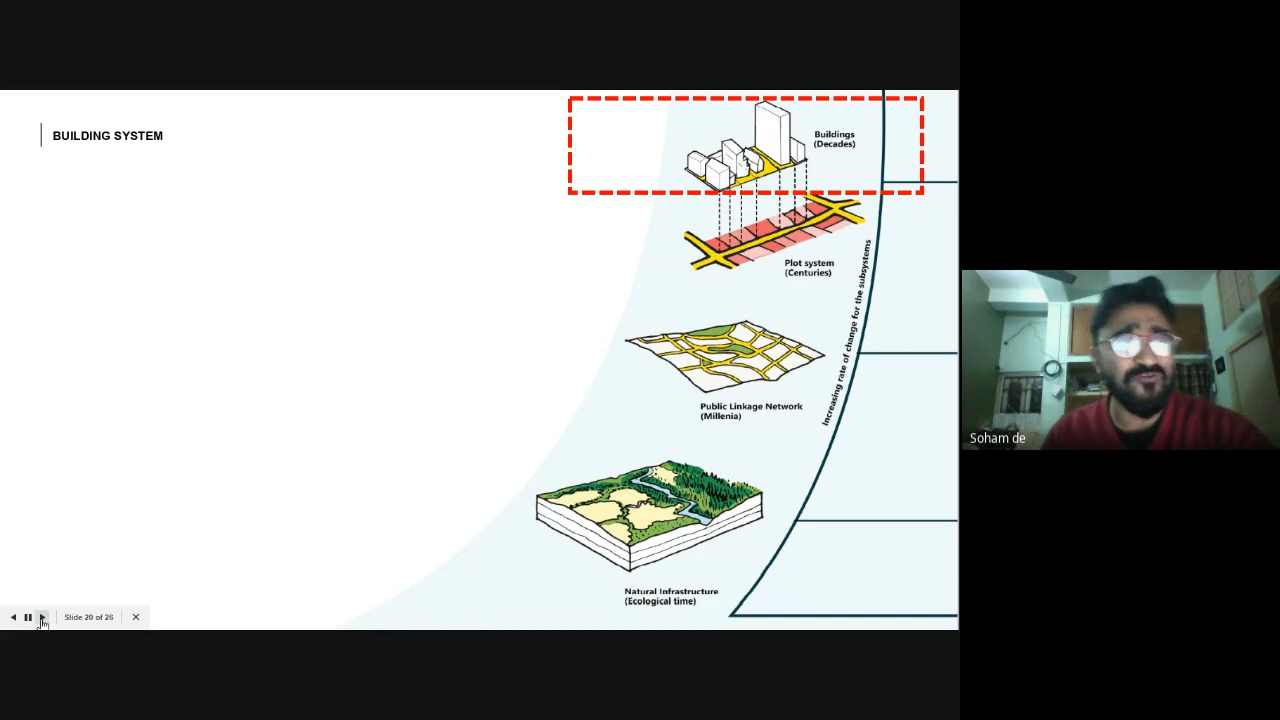 BUILDING SYSTEM
Buildings
(Decades)
Plot system
(Centuries)
Increasing rate of change for the subsystems
Public Linkage Network
(Millenia)
Natural Infrastructure
(Ecological time)
Slide 20 of 26
Soham de